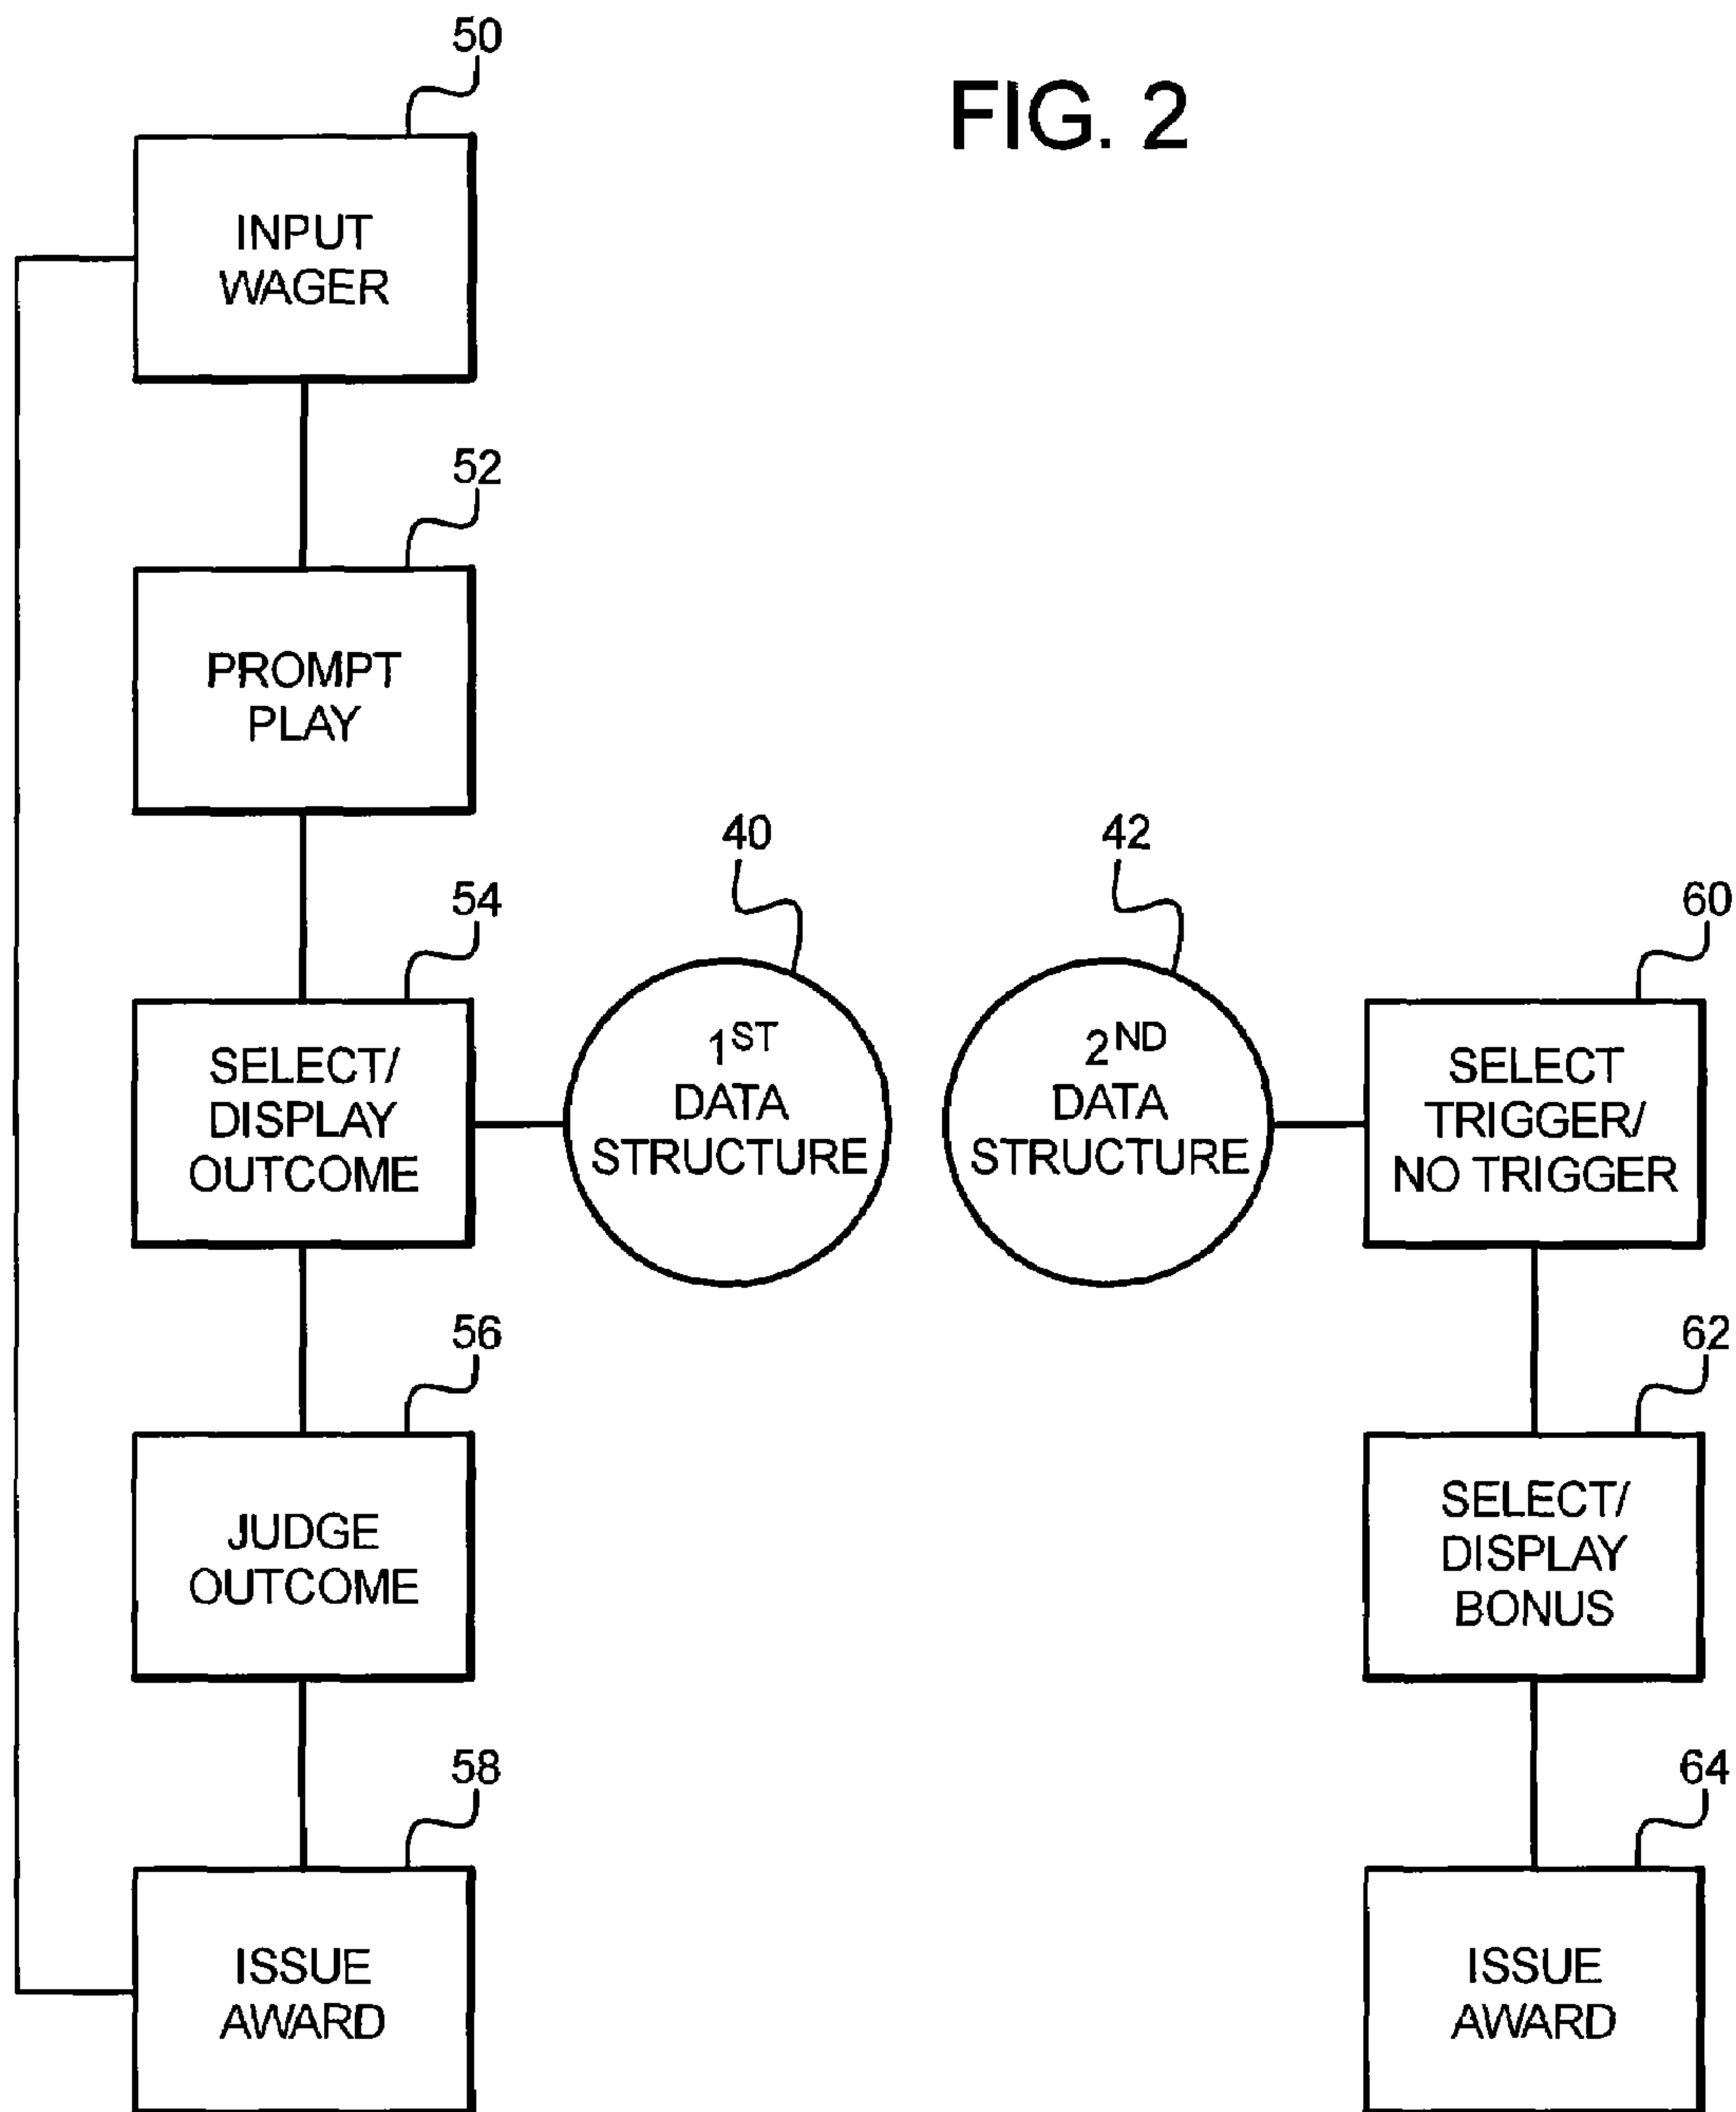 FIG. 2
50
INPUT
WAGER
52
PROMPT
PLAY
54
SELECT/
DISPLAY
OUTCOME
40
1ST
DATA
STRUCTURE
42
2ND
DATA
STRUCTURE
60
SELECT
TRIGGER/
NO TRIGGER
56
JUDGE
OUTCOME
62
SELECT/
DISPLAY
BONUS
58
ISSUE
AWARD
64
ISSUE
AWARD